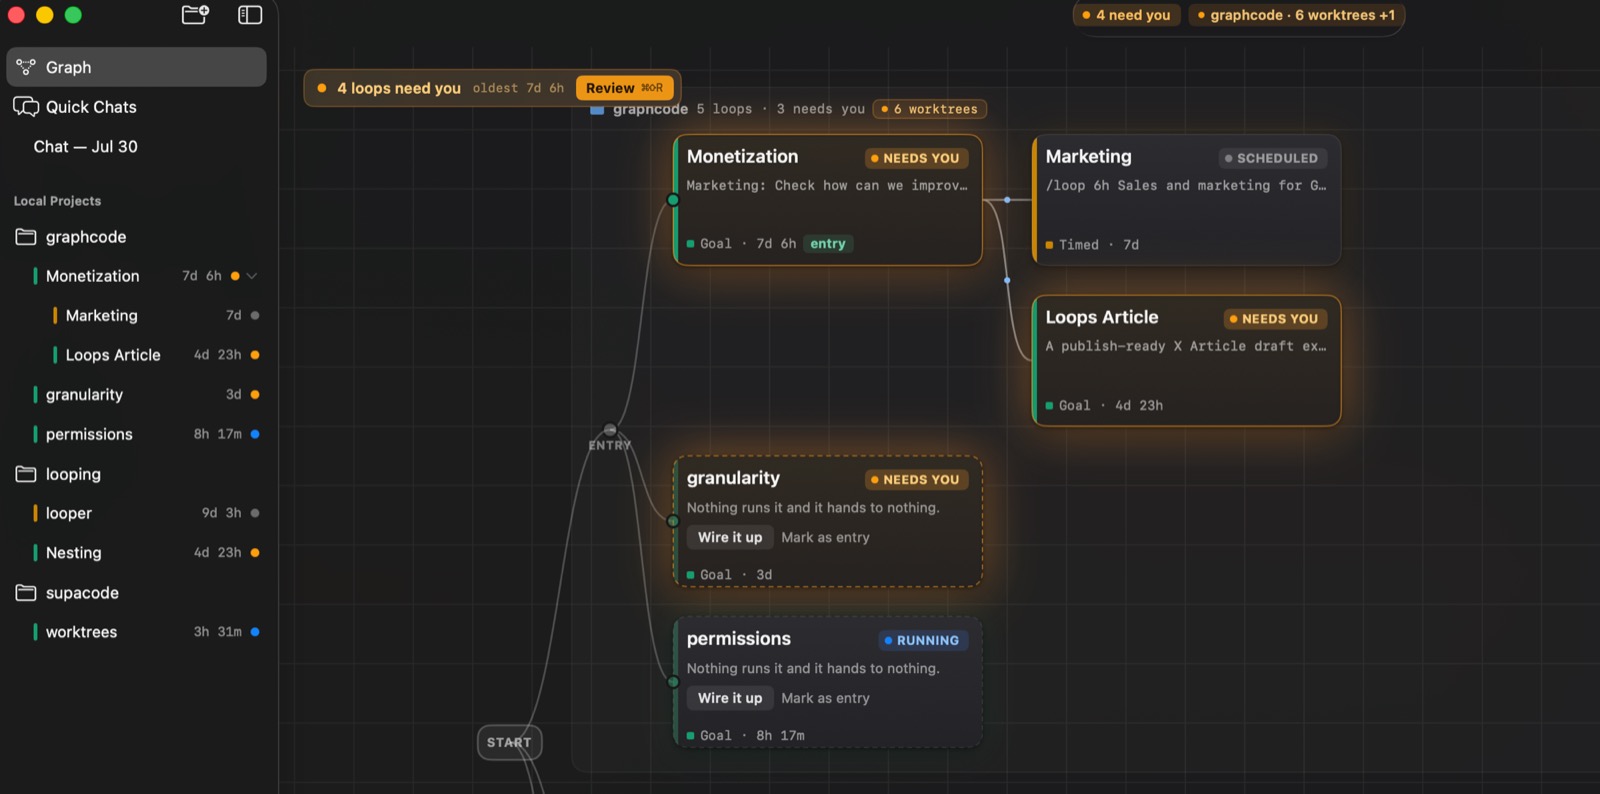 Graph
Quick Chats
Chat — Jul 30
Local Projects
graphcode
Monetization 7d 6h
Marketing 7d
Loops Article 4d 23h
granularity 3d
permissions 8h 17m
looping
looper 9d 3h
Nesting 4d 23h
supacode
worktrees 3h 31m
4 need you
graphcode · 6 worktrees +1
4 loops need you oldest 7d 6h Review
graphcode 5 loops · 3 needs you 6 worktrees
Monetization NEEDS YOU
Marketing: Check how can we improv…
Goal · 7d 6h entry
Marketing SCHEDULED
/loop 6h Sales and marketing for G…
Timed · 7d
Loops Article NEEDS YOU
A publish-ready X Article draft ex…
Goal · 4d 23h
ENTRY
granularity NEEDS YOU
Nothing runs it and it hands to nothing.
Wire it up Mark as entry
Goal · 3d
permissions RUNNING
Nothing runs it and it hands to nothing.
Wire it up Mark as entry
Goal · 8h 17m
START